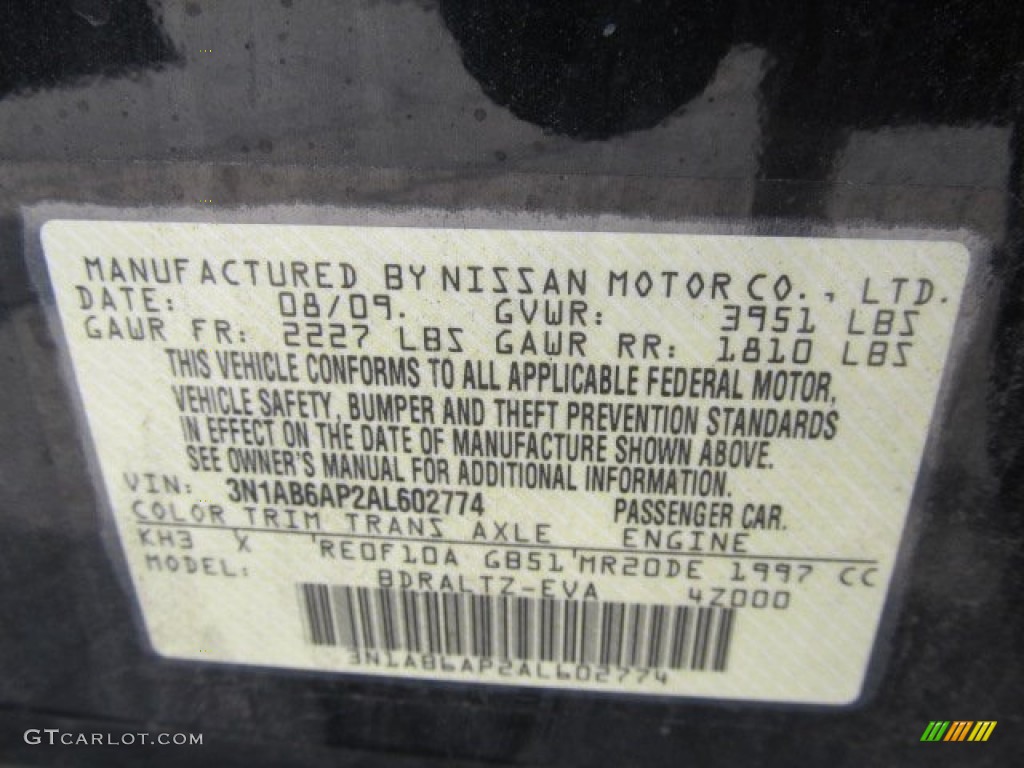 MANUFACTURED BY NISSAN MOTOR CO., LTD.
DATE: 08/09. GVWR: 3951 LBS
GAWR FR: 2227 LBS GAWR RR: 1810 LBS
THIS VEHICLE CONFORMS TO ALL APPLICABLE FEDERAL MOTOR,
VEHICLE SAFETY, BUMPER AND THEFT PREVENTION STANDARDS
IN EFFECT ON THE DATE OF MANUFACTURE SHOWN ABOVE.
SEE OWNER'S MANUAL FOR ADDITIONAL INFORMATION.
VIN: 3N1AB6AP2AL602774 PASSENGER CAR.
COLOR TRIM TRANS AXLE ENGINE
KH3 X 'RE0F10A GB51'MR20DE 1997 CC
MODEL: BDRALTZ-EVA 4Z000
3N1AB6AP2AL602774
GTCARLOT.COM